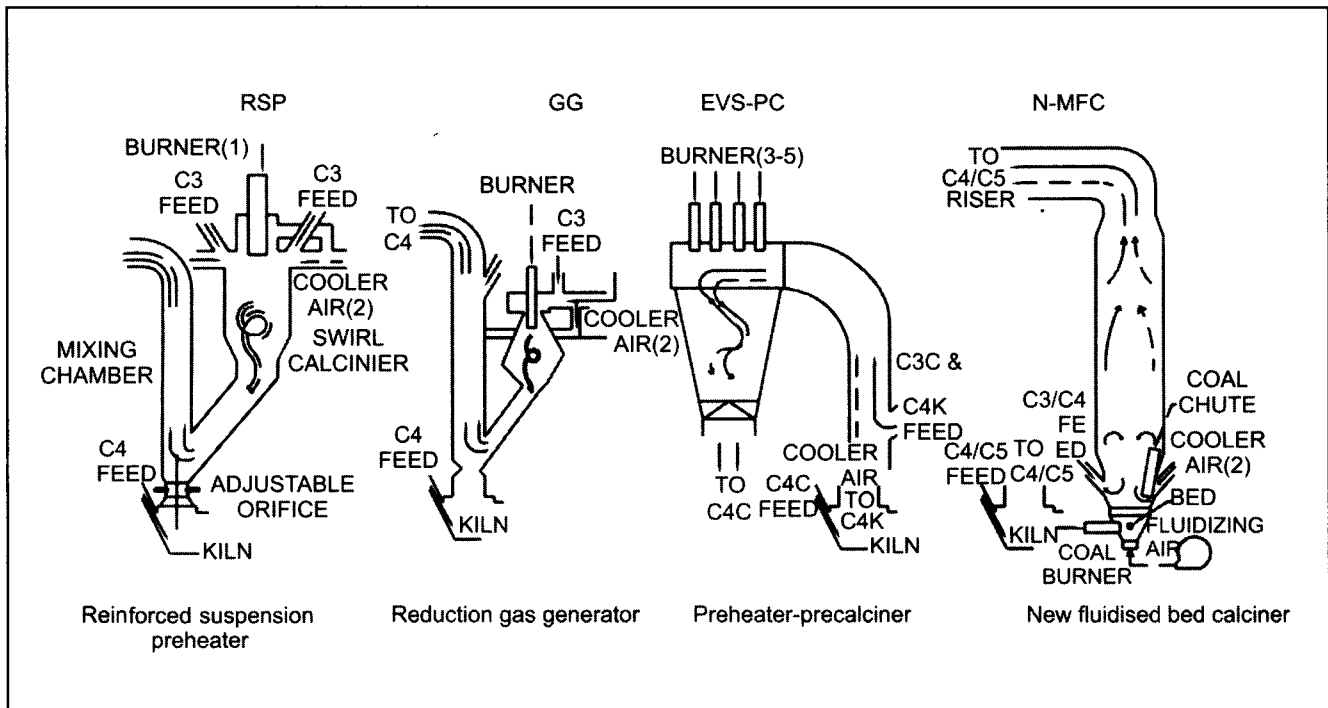 RSP
BURNER(1)
C3
FEED
C3
FEED
COOLER
AIR(2)
SWIRL
CALCINIER
MIXING
CHAMBER
C4
FEED
ADJUSTABLE
ORIFICE
KILN
Reinforced suspension
preheater
GG
BURNER
TO
C4
C3
FEED
COOLER
AIR(2)
C4
FEED
KILN
Reduction gas generator
EVS-PC
BURNER(3-5)
C3C &
C4K
FEED
COOLER
AIR
TO
C4C
C4C
FEED
TO
C4K
KILN
Preheater-precalciner
N-MFC
TO
C4/C5
RISER
C3/C4
FE
ED
COAL
CHUTE
COOLER
AIR(2)
C4/C5
FEED
TO
C4/C5
BED
KILN
FLUIDIZING
AIR
COAL
BURNER
New fluidised bed calciner